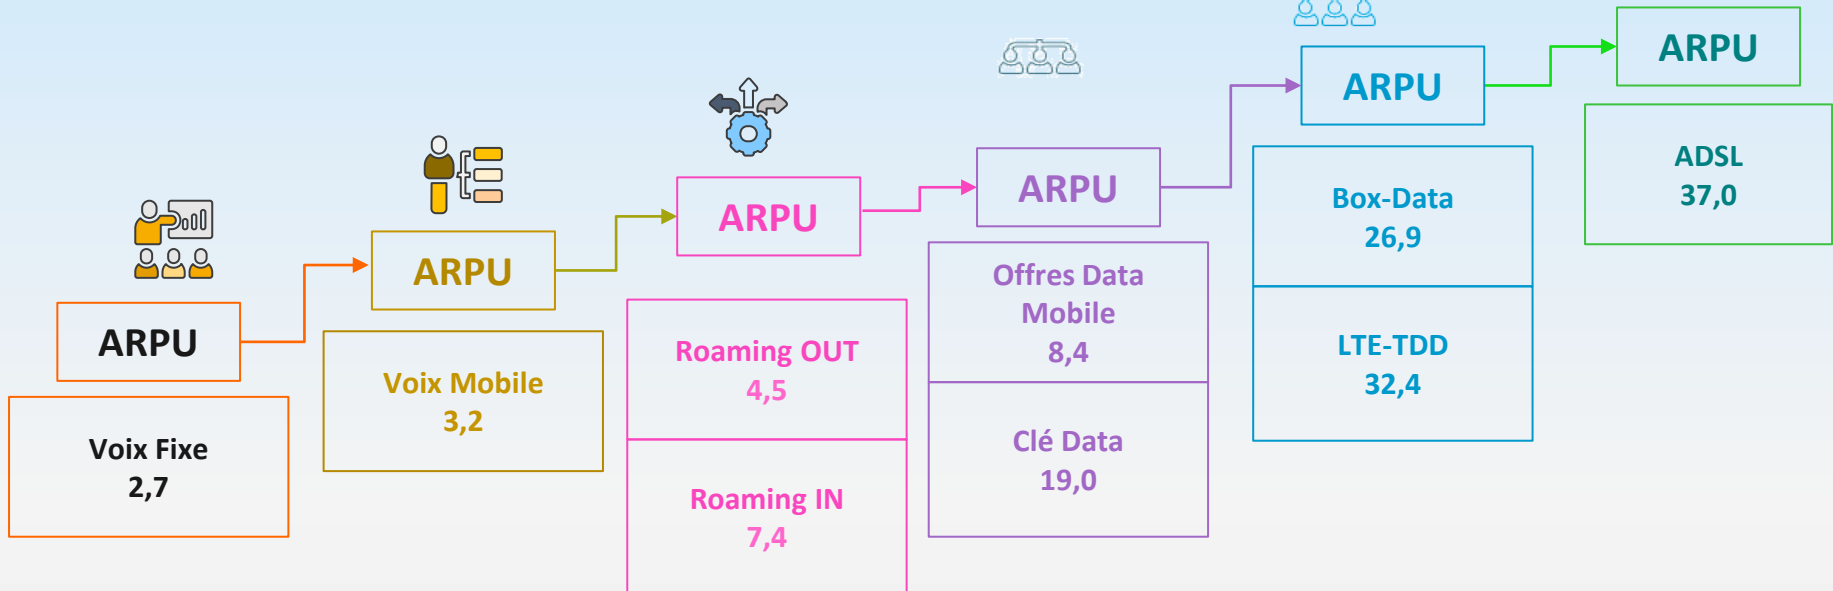 ARPU
Voix Fixe
2,7
ARPU
Voix Mobile
3,2
ARPU
Roaming OUT
4,5
Roaming IN
7,4
ARPU
Offres Data
Mobile
8,4
Clé Data
19,0
ARPU
Box-Data
26,9
LTE-TDD
32,4
ARPU
ADSL
37,0